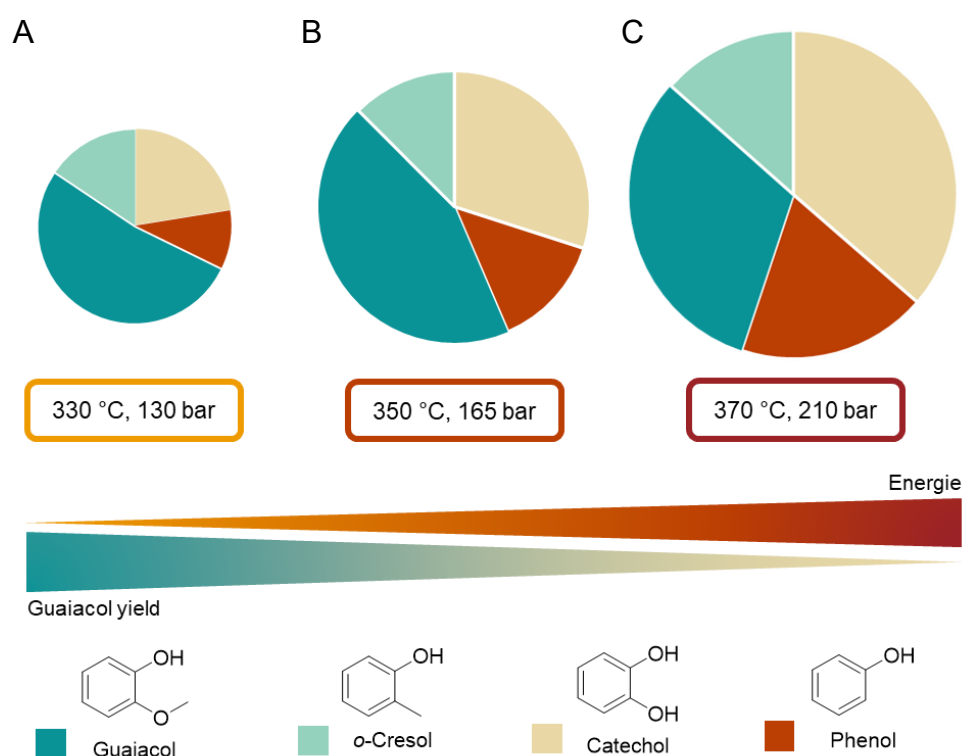 A
B
C
330 °C, 130 bar
350 °C, 165 bar
370 °C, 210 bar
Energie
Guaiacol yield
OH
O
OH
OH
OH
OH
Guaiacol
o-Cresol
Catechol
Phenol